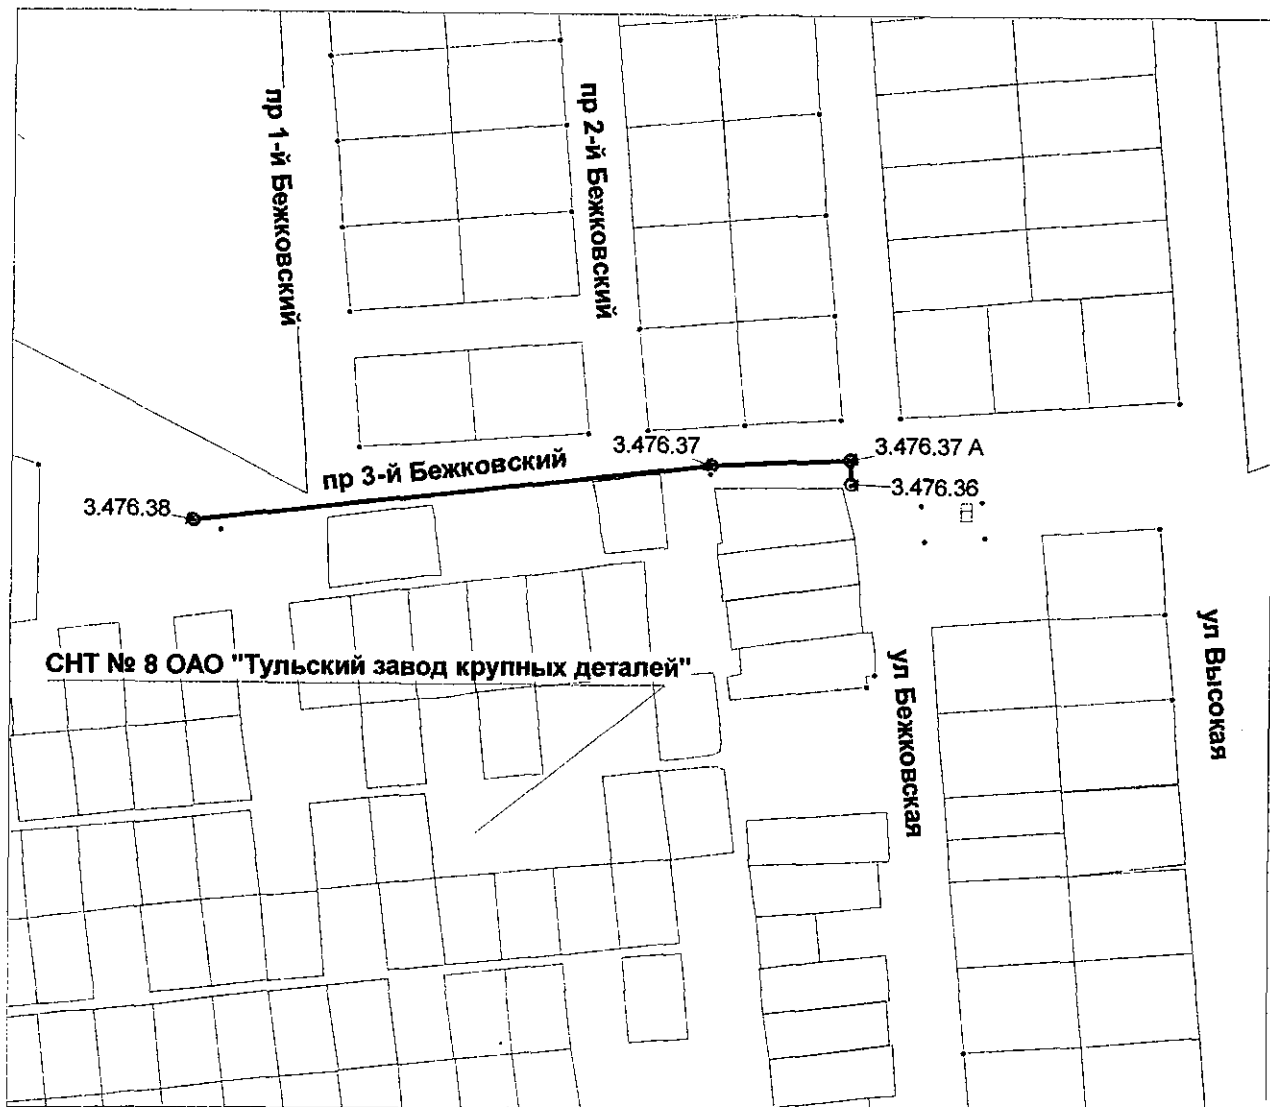 пр 1-й Бежковский
пр 2-й Бежковский
3.476.37
3.476.37 А
пр 3-й Бежковский
3.476.36
3.476.38
СНТ № 8 ОАО "Тульский завод крупных деталей"
ул Бежковская
ул Высокая